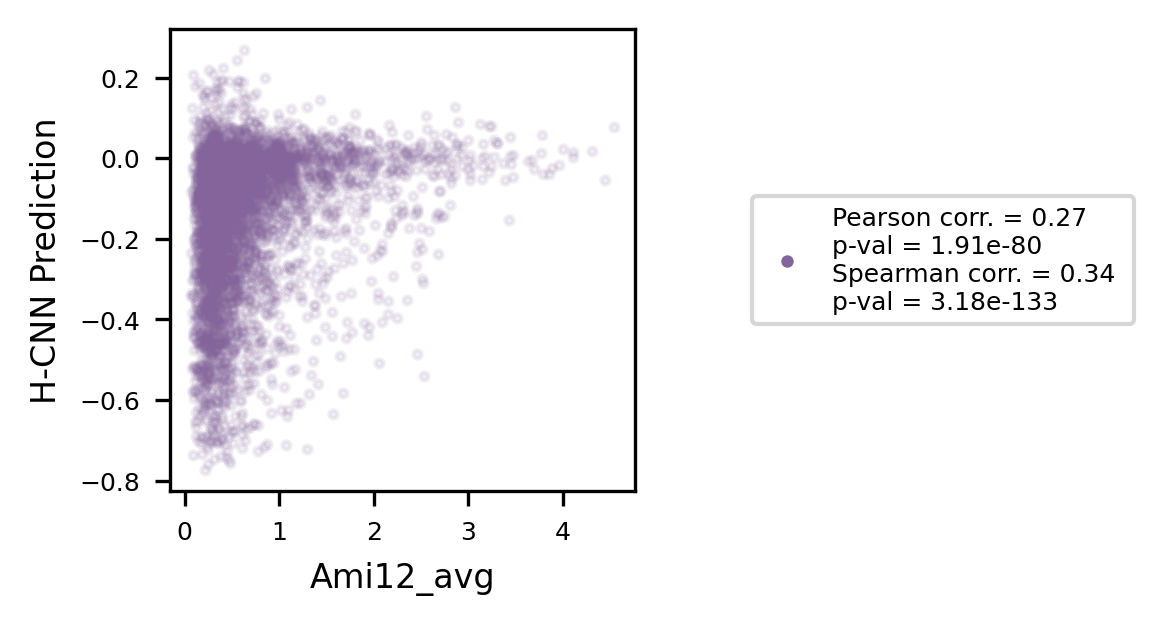 0.2
0.0
−0.2
−0.4
−0.6
−0.8
H-CNN Prediction
0 1 2 3 4
Ami12_avg
Pearson corr. = 0.27
p-val = 1.91e-80
Spearman corr. = 0.34
p-val = 3.18e-133